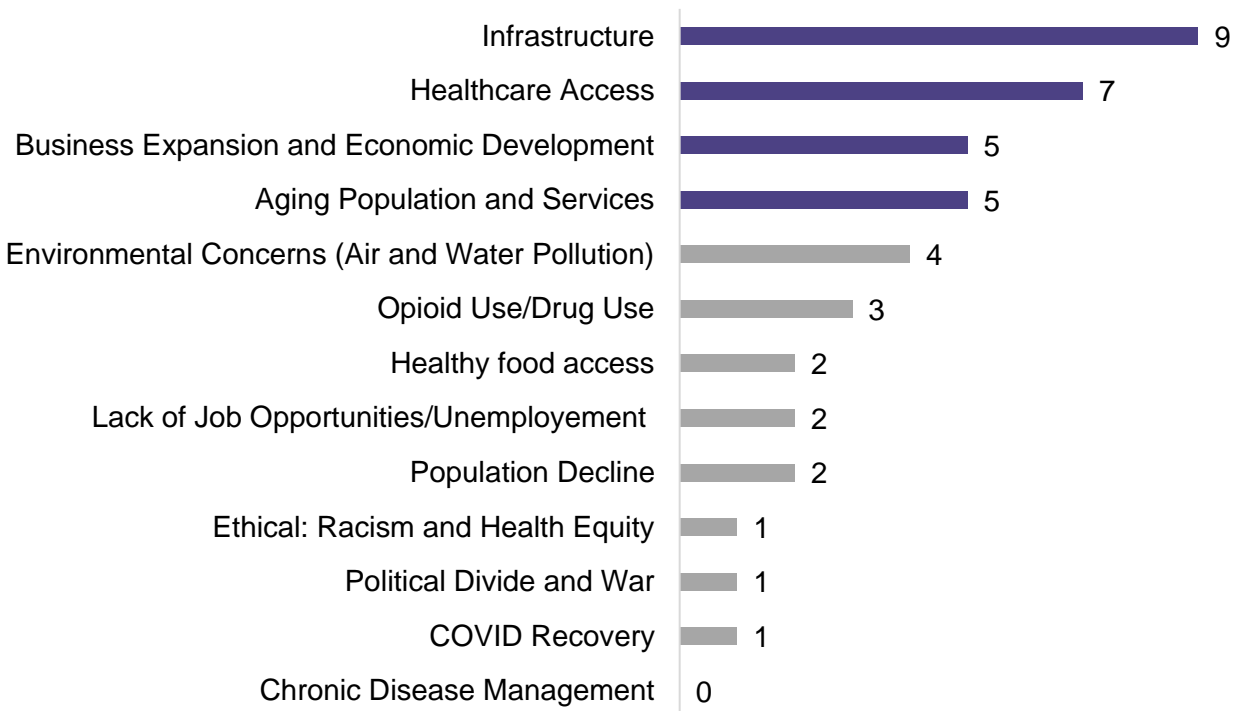 Infrastructure 9
Healthcare Access 7
Business Expansion and Economic Development 5
Aging Population and Services 5
Environmental Concerns (Air and Water Pollution) 4
Opioid Use/Drug Use 3
Healthy food access 2
Lack of Job Opportunities/Unemployement 2
Population Decline 2
Ethical: Racism and Health Equity 1
Political Divide and War 1
COVID Recovery 1
Chronic Disease Management 0